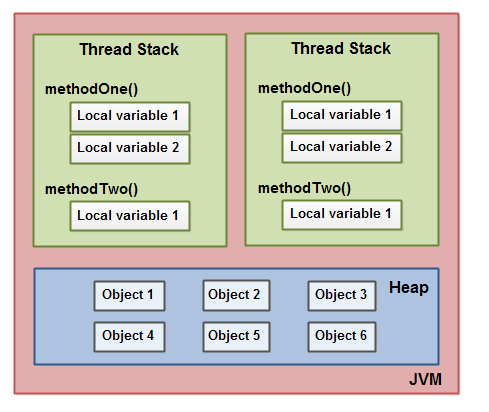 Thread Stack
methodOne()
Local variable 1
Local variable 2
methodTwo()
Local variable 1
Thread Stack
methodOne()
Local variable 1
Local variable 2
methodTwo()
Local variable 1
Heap
Object 1
Object 2
Object 3
Object 4
Object 5
Object 6
JVM